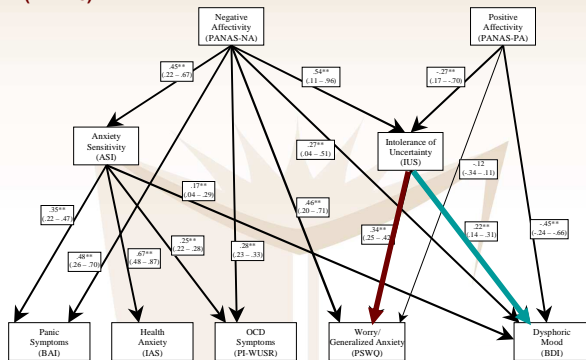 Negative
Affectivity
(PANAS-NA)
Positive
Affectivity
(PANAS-PA)
.45**
(.22 – .67)
.54**
(.11 – .96)
-.27**
(.17 – -.70)
Anxiety
Sensitivity
(ASI)
Intolerance of
Uncertainty
(IUS)
.27**
(.04 – .51)
-.12
(-.34 – .11)
.17**
(.04 – .29)
.35**
(.22 – .47)
.46**
(.20 – .71)
.48**
(.26 – .70)
.67**
(.48 – .87)
.25**
(.22 – .28)
.28**
(.23 – .33)
.34**
(.25 – .42
.22**
(.14 – .31)
-.45**
(-.24 – -.66)
Panic
Symptoms
(BAI)
Health
Anxiety
(IAS)
OCD
Symptoms
(PI-WUSR)
Worry/
Generalized Anxiety
(PSWQ)
Dysphoric
Mood
(BDI)